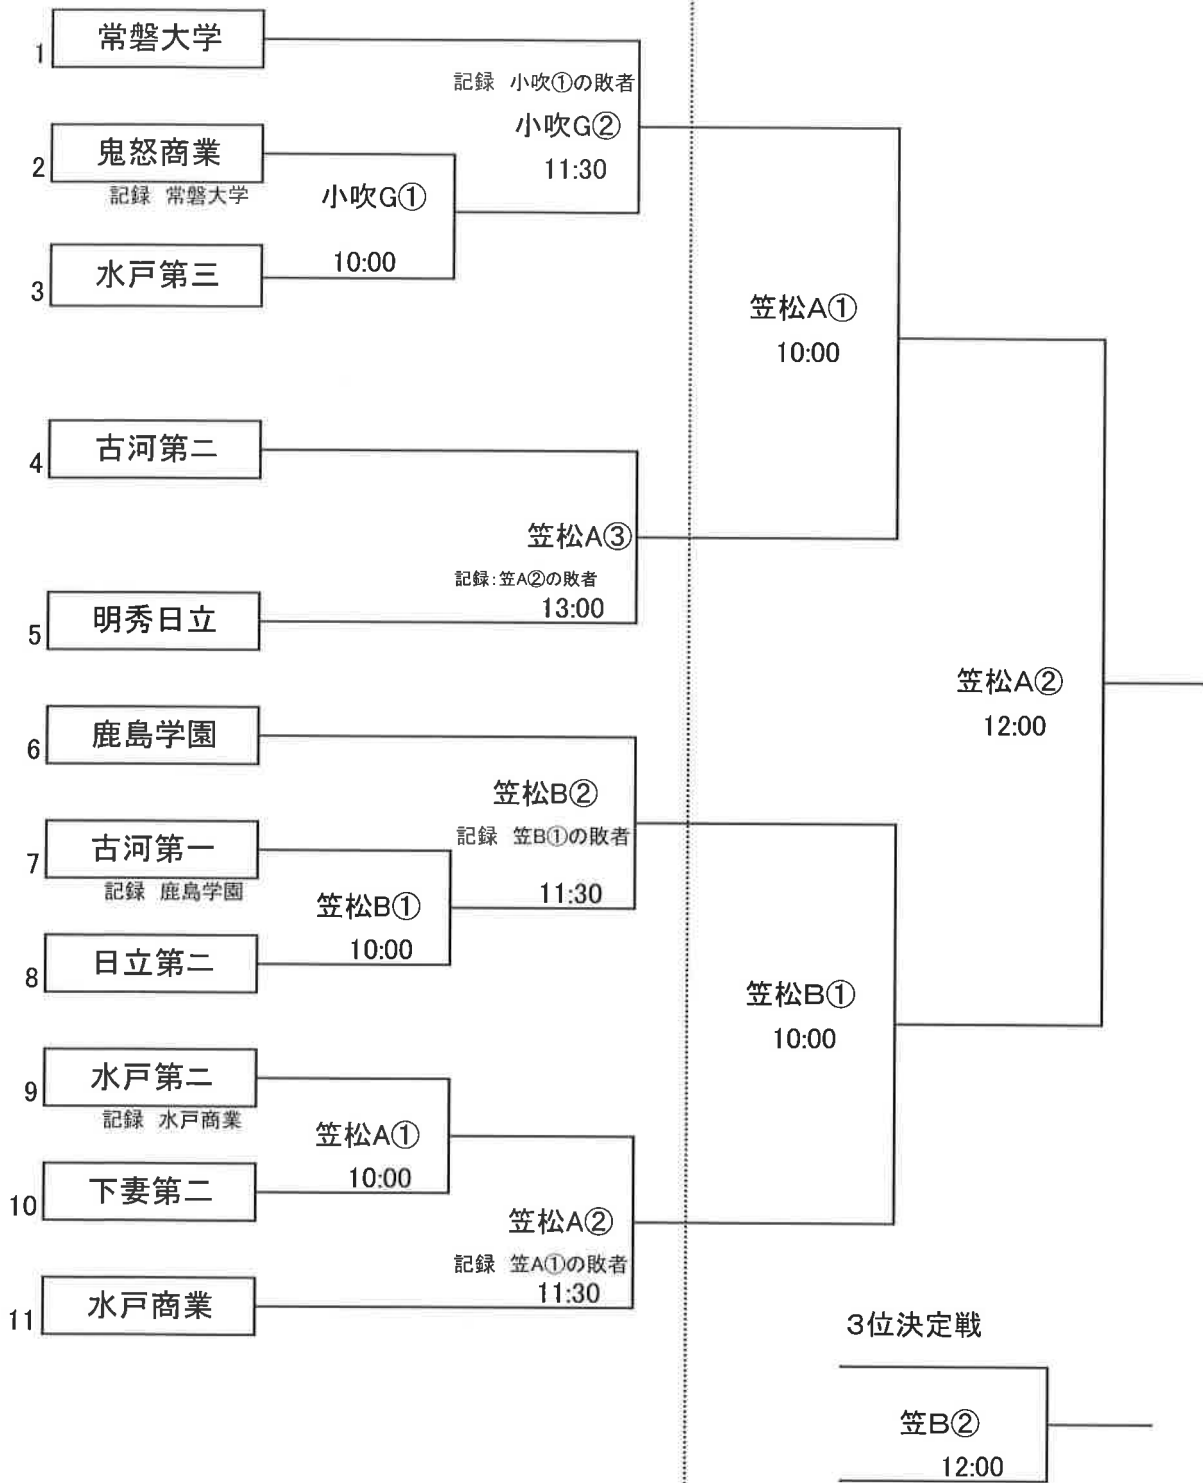 1 常磐大学
記録 小吹①の敗者
小吹G②
11:30
2 鬼怒商業
記録 常磐大学
小吹G①
10:00
3 水戸第三
笠松A①
10:00
4 古河第二
笠松A③
記録:笠A②の敗者
13:00
5 明秀日立
笠松A②
12:00
6 鹿島学園
笠松B②
記録 笠B①の敗者
11:30
7 古河第一
記録 鹿島学園
笠松B①
10:00
8 日立第二
笠松B①
10:00
9 水戸第二
記録 水戸商業
笠松A①
10:00
10 下妻第二
笠松A②
記録 笠A①の敗者
11:30
11 水戸商業
3位決定戦
笠B②
12:00